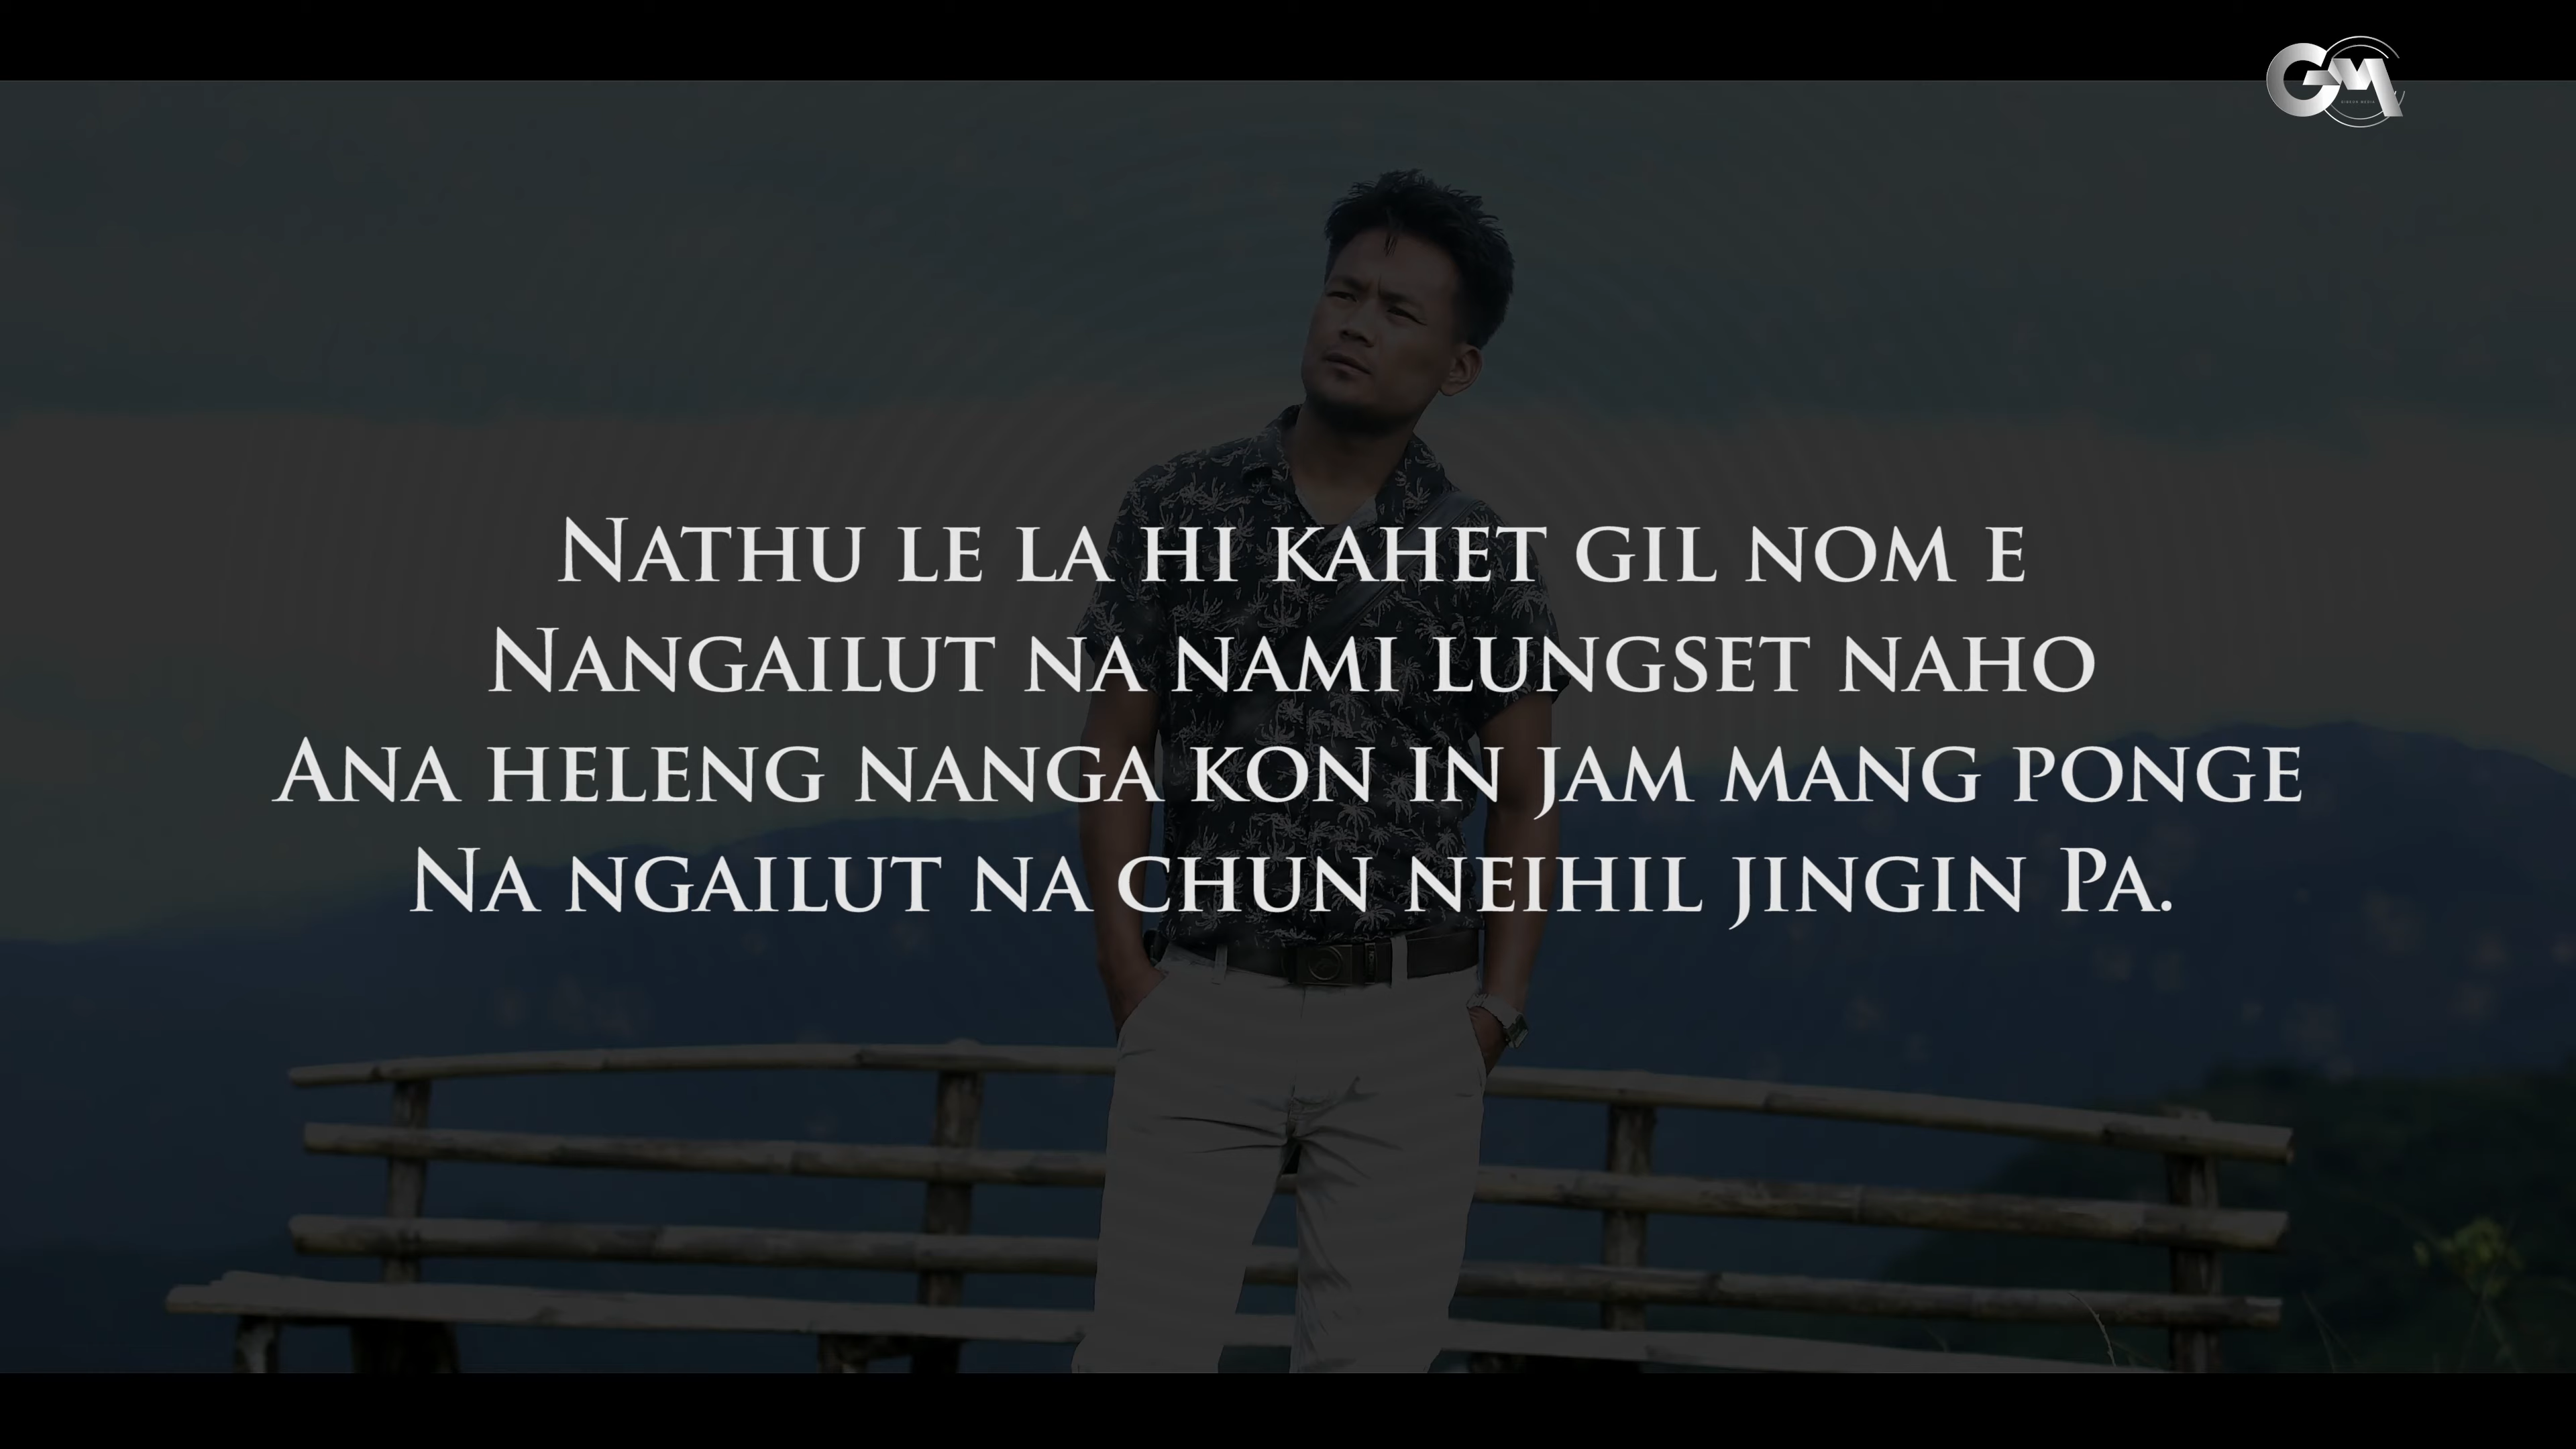 GM
Nathu le la hi kahet gil nom e
Nangailut na nami lungset naho
Ana heleng nanga kon in jam mang ponge
Na ngailut na chun neihil jingin Pa.